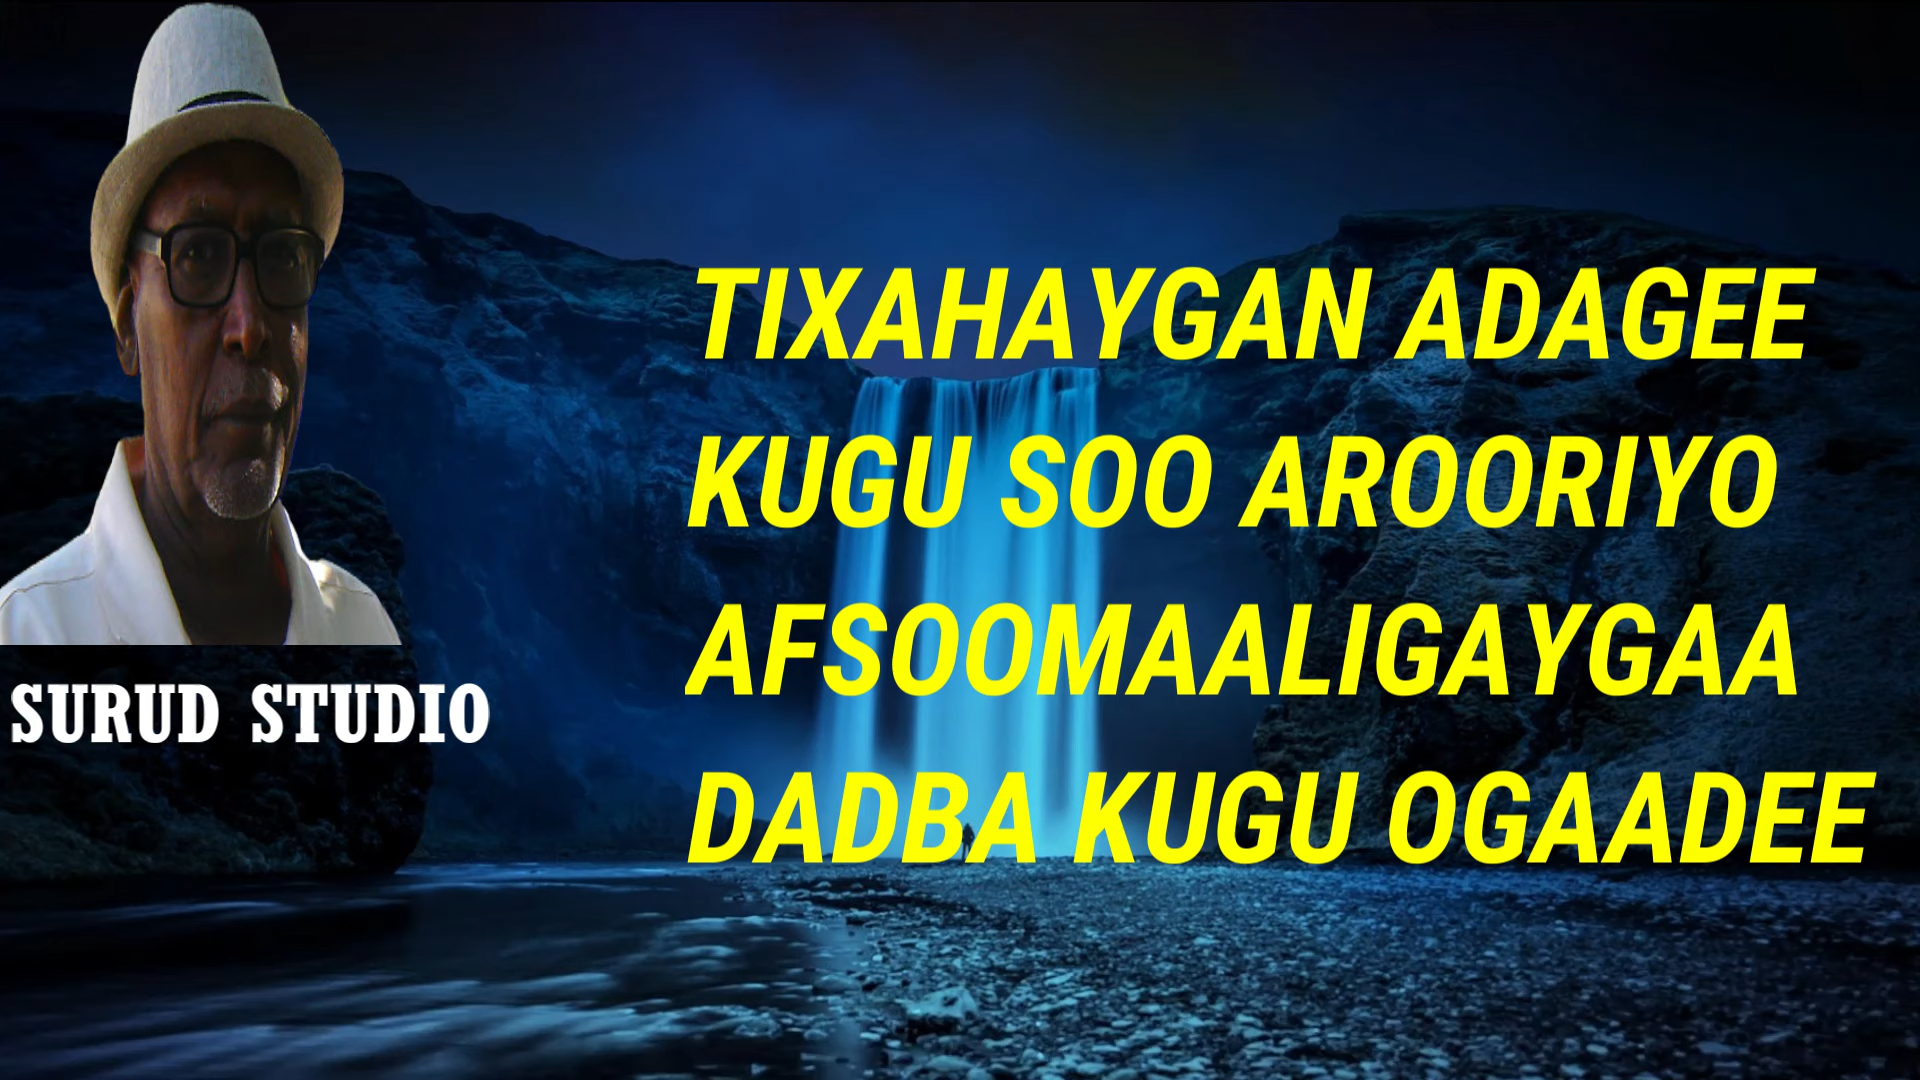 TIXAHAYGAN ADAGEE
KUGU SOO AROORIYO
AFSOOMAALIGAYGAA
DADBA KUGU OGAADEE
SURUD STUDIO